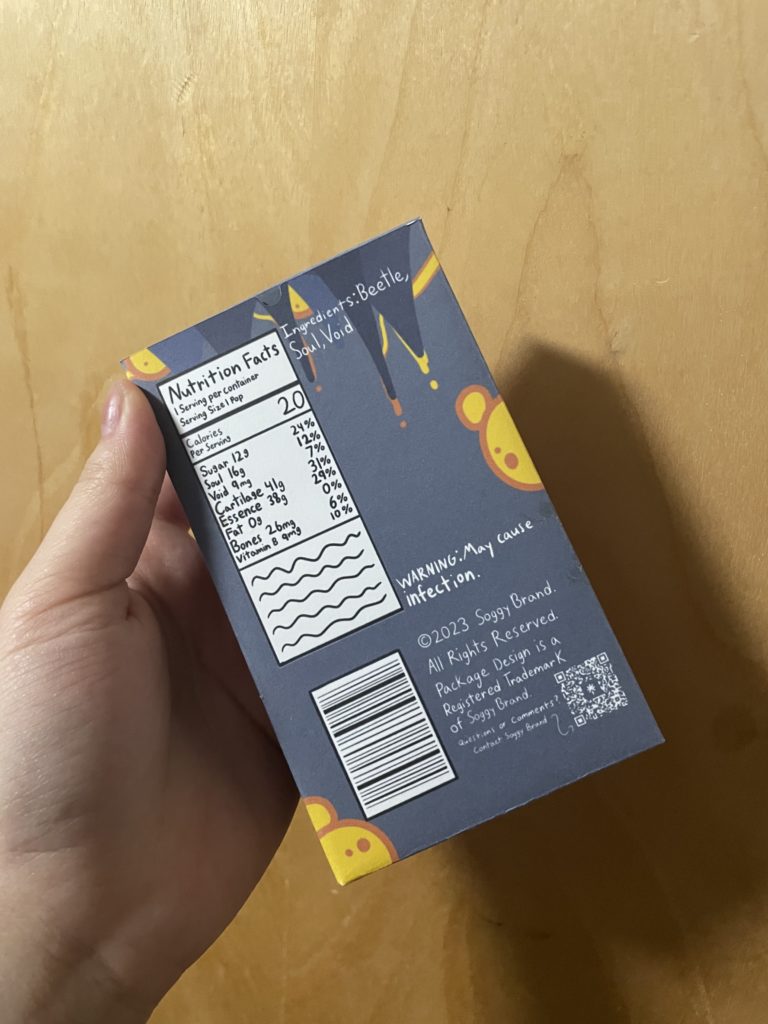 Ingredients: Beetle,
Soul, Void
Nutrition Facts
1 Serving per container
Serving Size 1 Pop
Calories 20
Per Serving
Sugar 12g 24%
Soul 16g 12%
Void 9mg 7%
Cartilage 41g 31%
Essence 38g 29%
Fat 0g 0%
Bones 26mg 6%
Vitamin B 9mg 10%
WARNING: May cause
infection.
©2023 Soggy Brand.
All Rights Reserved.
Package Design is a
Registered Trademark
of Soggy Brand.
Questions or Comments?
Contact Soggy Brand